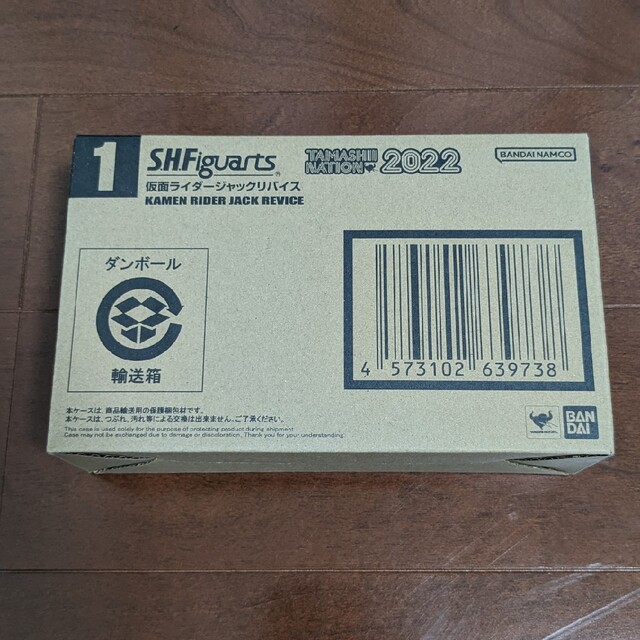 1
S.H.Figuarts
®
TAMASHII
NATION
2022
BANDAI NAMCO
仮面ライダージャックリバイス
KAMEN RIDER JACK REVICE
ダンボール
輸送箱
4 573102 639738
本ケースは、商品輸送用の保護梱包材です。
本ケースは、つぶれ、汚れ等による交換は出来ません。ご了承ください。
This case is used solely for the purpose of protecting product during shipment.
Case may not be exchanged due to damage or discoloration. Thank you for your understanding.
BAN
DAI